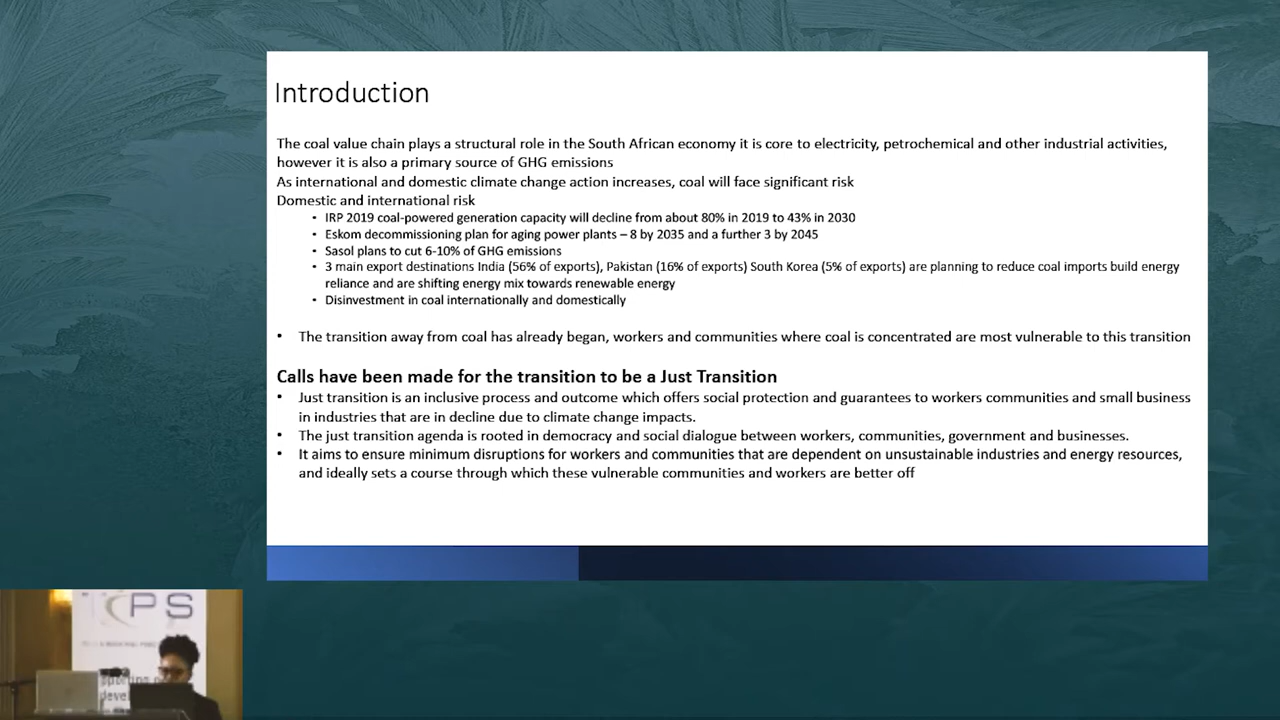 Introduction
The coal value chain plays a structural role in the South African economy it is core to electricity, petrochemical and other industrial activities,
however it is also a primary source of GHG emissions
As international and domestic climate change action increases, coal will face significant risk
Domestic and international risk
• IRP 2019 coal-powered generation capacity will decline from about 80% in 2019 to 43% in 2030
• Eskom decommissioning plan for aging power plants – 8 by 2035 and a further 3 by 2045
• Sasol plans to cut 6-10% of GHG emissions
• 3 main export destinations India (56% of exports), Pakistan (16% of exports) South Korea (5% of exports) are planning to reduce coal imports build energy
reliance and are shifting energy mix towards renewable energy
• Disinvestment in coal internationally and domestically
• The transition away from coal has already began, workers and communities where coal is concentrated are most vulnerable to this transition
Calls have been made for the transition to be a Just Transition
• Just transition is an inclusive process and outcome which offers social protection and guarantees to workers communities and small business
in industries that are in decline due to climate change impacts.
• The just transition agenda is rooted in democracy and social dialogue between workers, communities, government and businesses.
• It aims to ensure minimum disruptions for workers and communities that are dependent on unsustainable industries and energy resources,
and ideally sets a course through which these vulnerable communities and workers are better off
PS